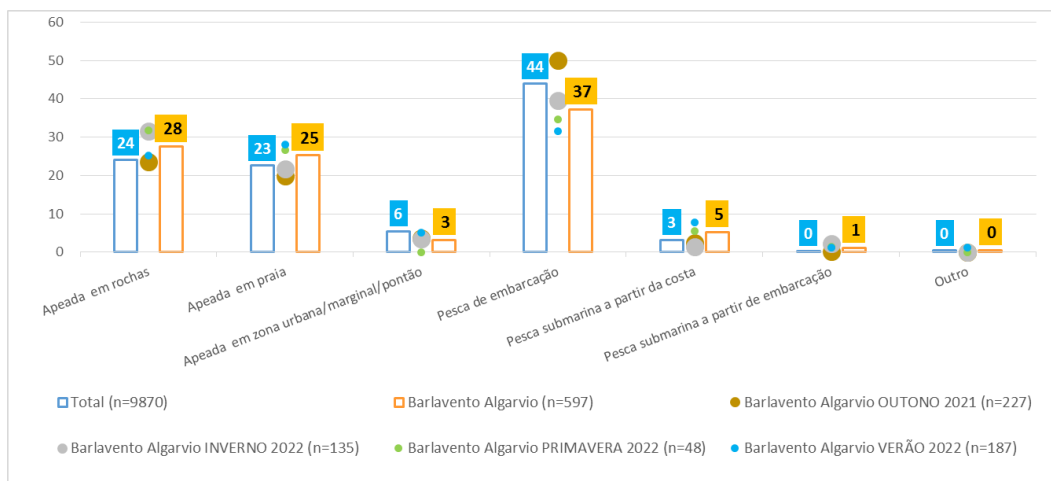 60
50
40
30
20
10
0
24
28
23
25
6
3
44
37
3
5
0
1
0
0
Apeada em rochas
Apeada em praia
Apeada em zona urbana/marginal/pontão
Pesca de embarcação
Pesca submarina a partir da costa
Pesca submarina a partir de embarcação
Outro
Total (n=9870)
Barlavento Algarvio (n=597)
Barlavento Algarvio OUTONO 2021 (n=227)
Barlavento Algarvio INVERNO 2022 (n=135)
Barlavento Algarvio PRIMAVERA 2022 (n=48)
Barlavento Algarvio VERÃO 2022 (n=187)